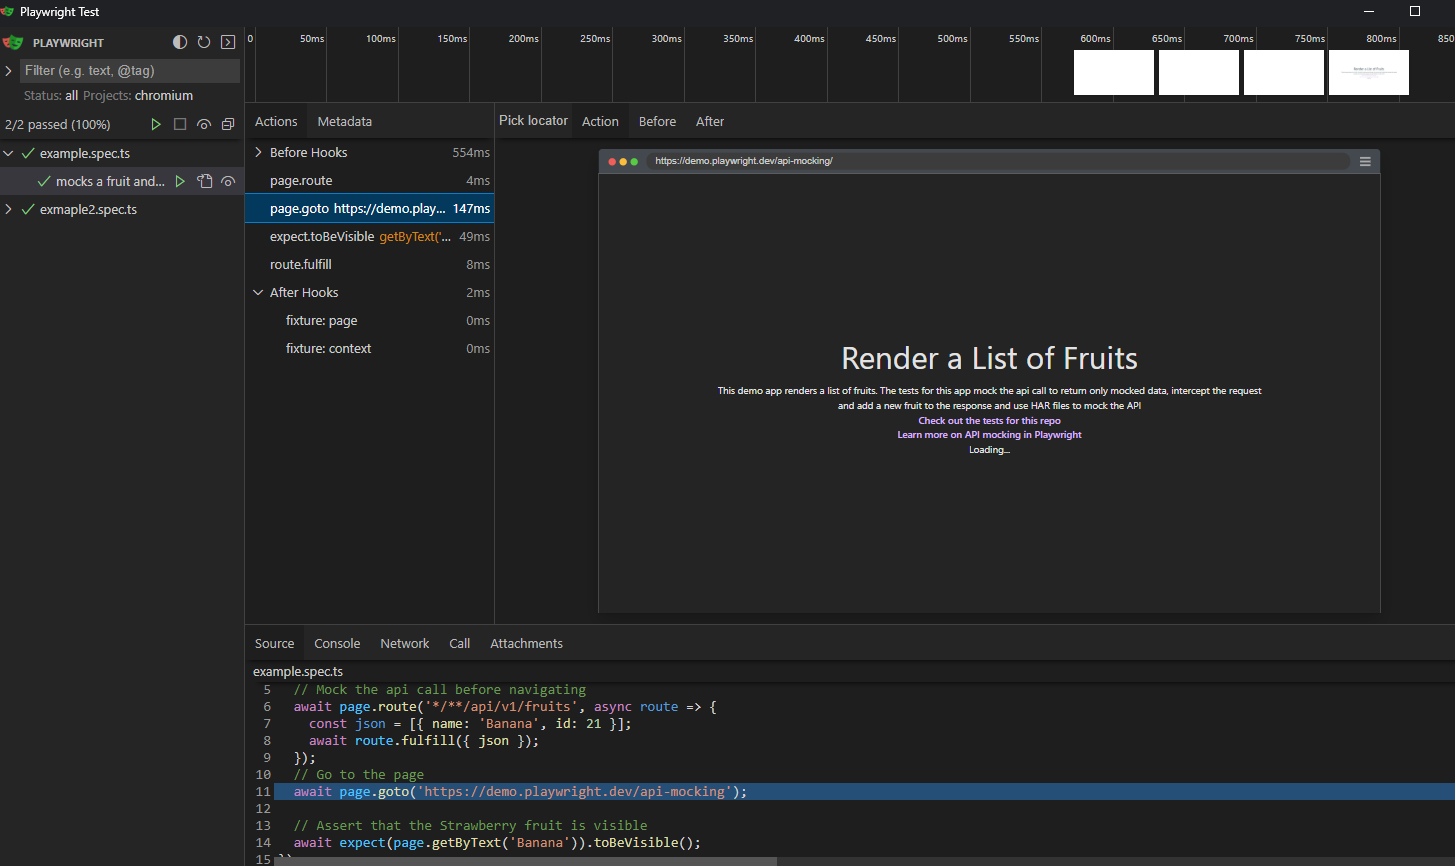 Playwright Test
PLAYWRIGHT
Filter (e.g. text, @tag)
Status: all Projects: chromium
2/2 passed (100%)
example.spec.ts
mocks a fruit and...
exmaple2.spec.ts
0 50ms 100ms 150ms 200ms 250ms 300ms 350ms 400ms 450ms 500ms 550ms 600ms 650ms 700ms 750ms 800ms 850
Render a List of Fruits
Actions Metadata
Before Hooks 554ms
page.route 4ms
page.goto https://demo.play... 147ms
expect.toBeVisible getByText('... 49ms
route.fulfill 8ms
After Hooks 2ms
fixture: page 0ms
fixture: context 0ms
Pick locator Action Before After
https://demo.playwright.dev/api-mocking/
Render a List of Fruits
This demo app renders a list of fruits. The tests for this app mock the api call to return only mocked data, intercept the request
and add a new fruit to the response and use HAR files to mock the API
Check out the tests for this repo
Learn more on API mocking in Playwright
Loading...
Source Console Network Call Attachments
example.spec.ts
5 // Mock the api call before navigating
6 await page.route('*/**/api/v1/fruits', async route => {
7 const json = [{ name: 'Banana', id: 21 }];
8 await route.fulfill({ json });
9 });
10 // Go to the page
11 await page.goto('https://demo.playwright.dev/api-mocking');
12
13 // Assert that the Strawberry fruit is visible
14 await expect(page.getByText('Banana')).toBeVisible();
15 })